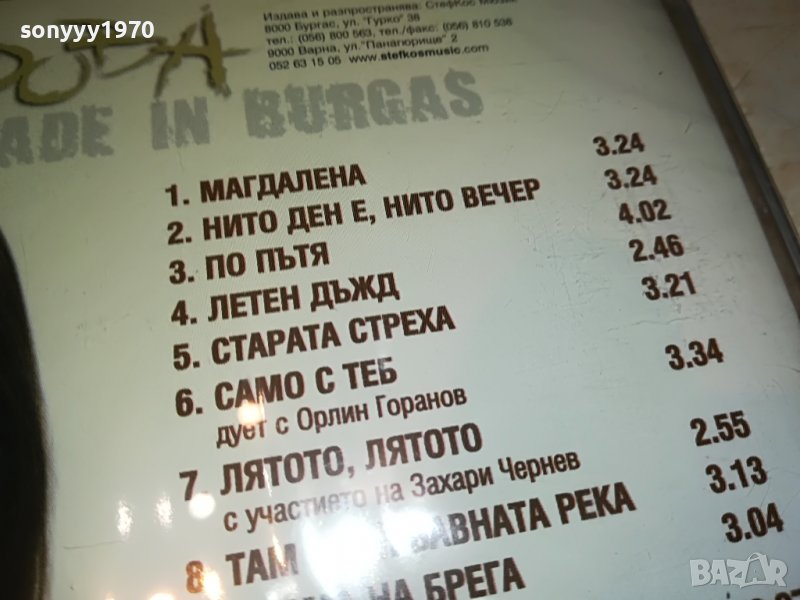 sonyyy1970
Издава и разпространява: СтефКос Мюзик
8000 Бургас, ул. "Гурко" 38
тел.: (056) 800 563, тел./факс: (056) 810 536
9000 Варна, ул."Панагюрище" 2
052 63 15 05 www.stefkosmusic.com
ADE IN BURGAS
1. МАГДАЛЕНА 3.24
2. НИТО ДЕН Е, НИТО ВЕЧЕР 3.24
3. ПО ПЪТЯ 4.02
4. ЛЕТЕН ДЪЖД 2.46
5. СТАРАТА СТРЕХА 3.21
6. САМО С ТЕБ 3.34
дует с Орлин Горанов
7 ЛЯТОТО, ЛЯТОТО 2.55
с участието на Захари Чернев
8 ТАМ БАВНАТА РЕКА 3.13
НА БРЕГА 3.04
BAZAR